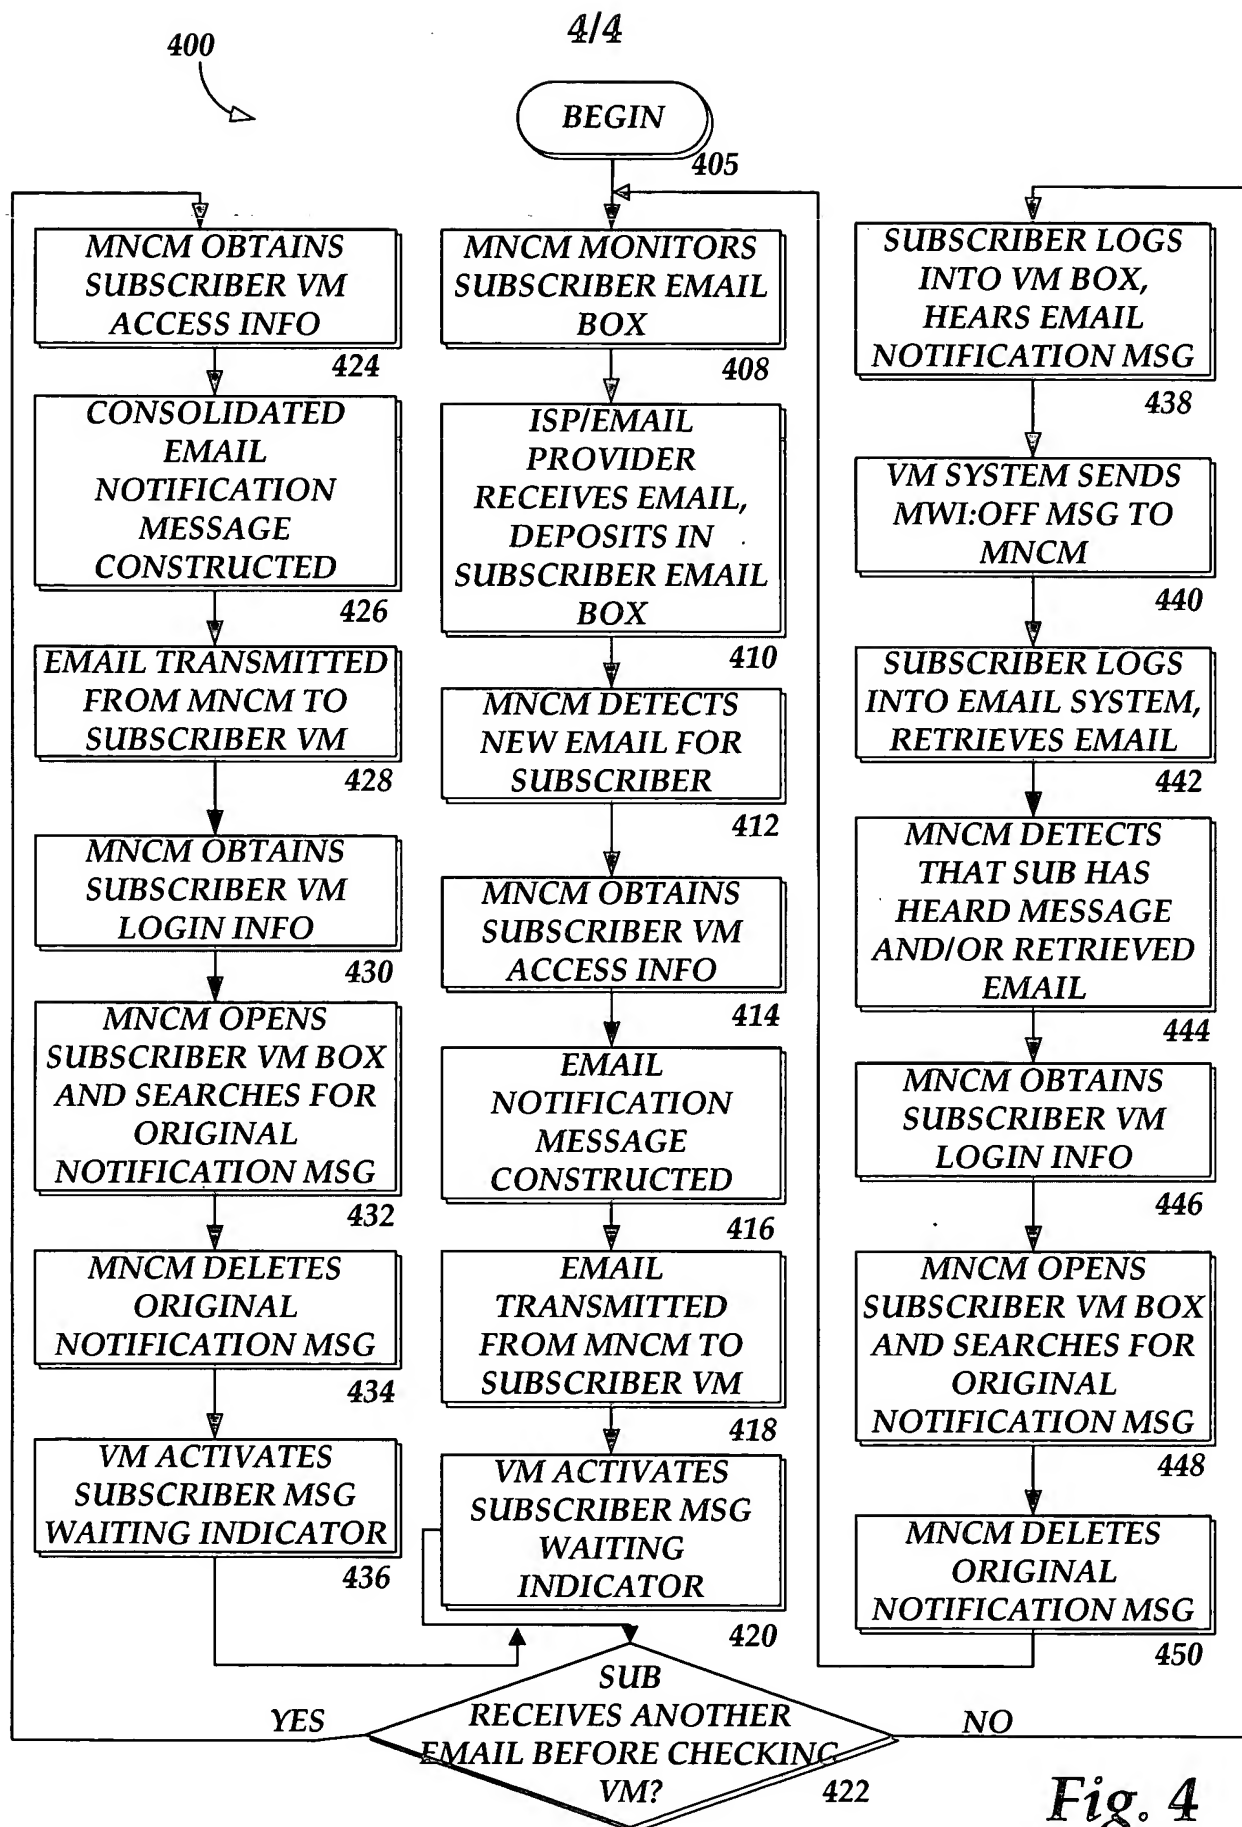 4/4
400
BEGIN
405
MNCM OBTAINS
SUBSCRIBER VM
ACCESS INFO
424
CONSOLIDATED
EMAIL
NOTIFICATION
MESSAGE
CONSTRUCTED
426
EMAIL TRANSMITTED
FROM MNCM TO
SUBSCRIBER VM
428
MNCM OBTAINS
SUBSCRIBER VM
LOGIN INFO
430
MNCM OPENS
SUBSCRIBER VM BOX
AND SEARCHES FOR
ORIGINAL
NOTIFICATION MSG
432
MNCM DELETES
ORIGINAL
NOTIFICATION MSG
434
VM ACTIVATES
SUBSCRIBER MSG
WAITING INDICATOR
436
MNCM MONITORS
SUBSCRIBER EMAIL
BOX
408
ISP/EMAIL
PROVIDER
RECEIVES EMAIL,
DEPOSITS IN
SUBSCRIBER EMAIL
BOX
410
MNCM DETECTS
NEW EMAIL FOR
SUBSCRIBER
412
MNCM OBTAINS
SUBSCRIBER VM
ACCESS INFO
414
EMAIL
NOTIFICATION
MESSAGE
CONSTRUCTED
416
EMAIL
TRANSMITTED
FROM MNCM TO
SUBSCRIBER VM
418
VM ACTIVATES
SUBSCRIBER MSG
WAITING
INDICATOR
420
SUBSCRIBER LOGS
INTO VM BOX,
HEARS EMAIL
NOTIFICATION MSG
438
VM SYSTEM SENDS
MWI:OFF MSG TO
MNCM
440
SUBSCRIBER LOGS
INTO EMAIL SYSTEM,
RETRIEVES EMAIL
442
MNCM DETECTS
THAT SUB HAS
HEARD MESSAGE
AND/OR RETRIEVED
EMAIL
444
MNCM OBTAINS
SUBSCRIBER VM
LOGIN INFO
446
MNCM OPENS
SUBSCRIBER VM BOX
AND SEARCHES FOR
ORIGINAL
NOTIFICATION MSG
448
MNCM DELETES
ORIGINAL
NOTIFICATION MSG
450
SUB
RECEIVES ANOTHER
EMAIL BEFORE CHECKING
VM?
422
YES
NO
Fig. 4